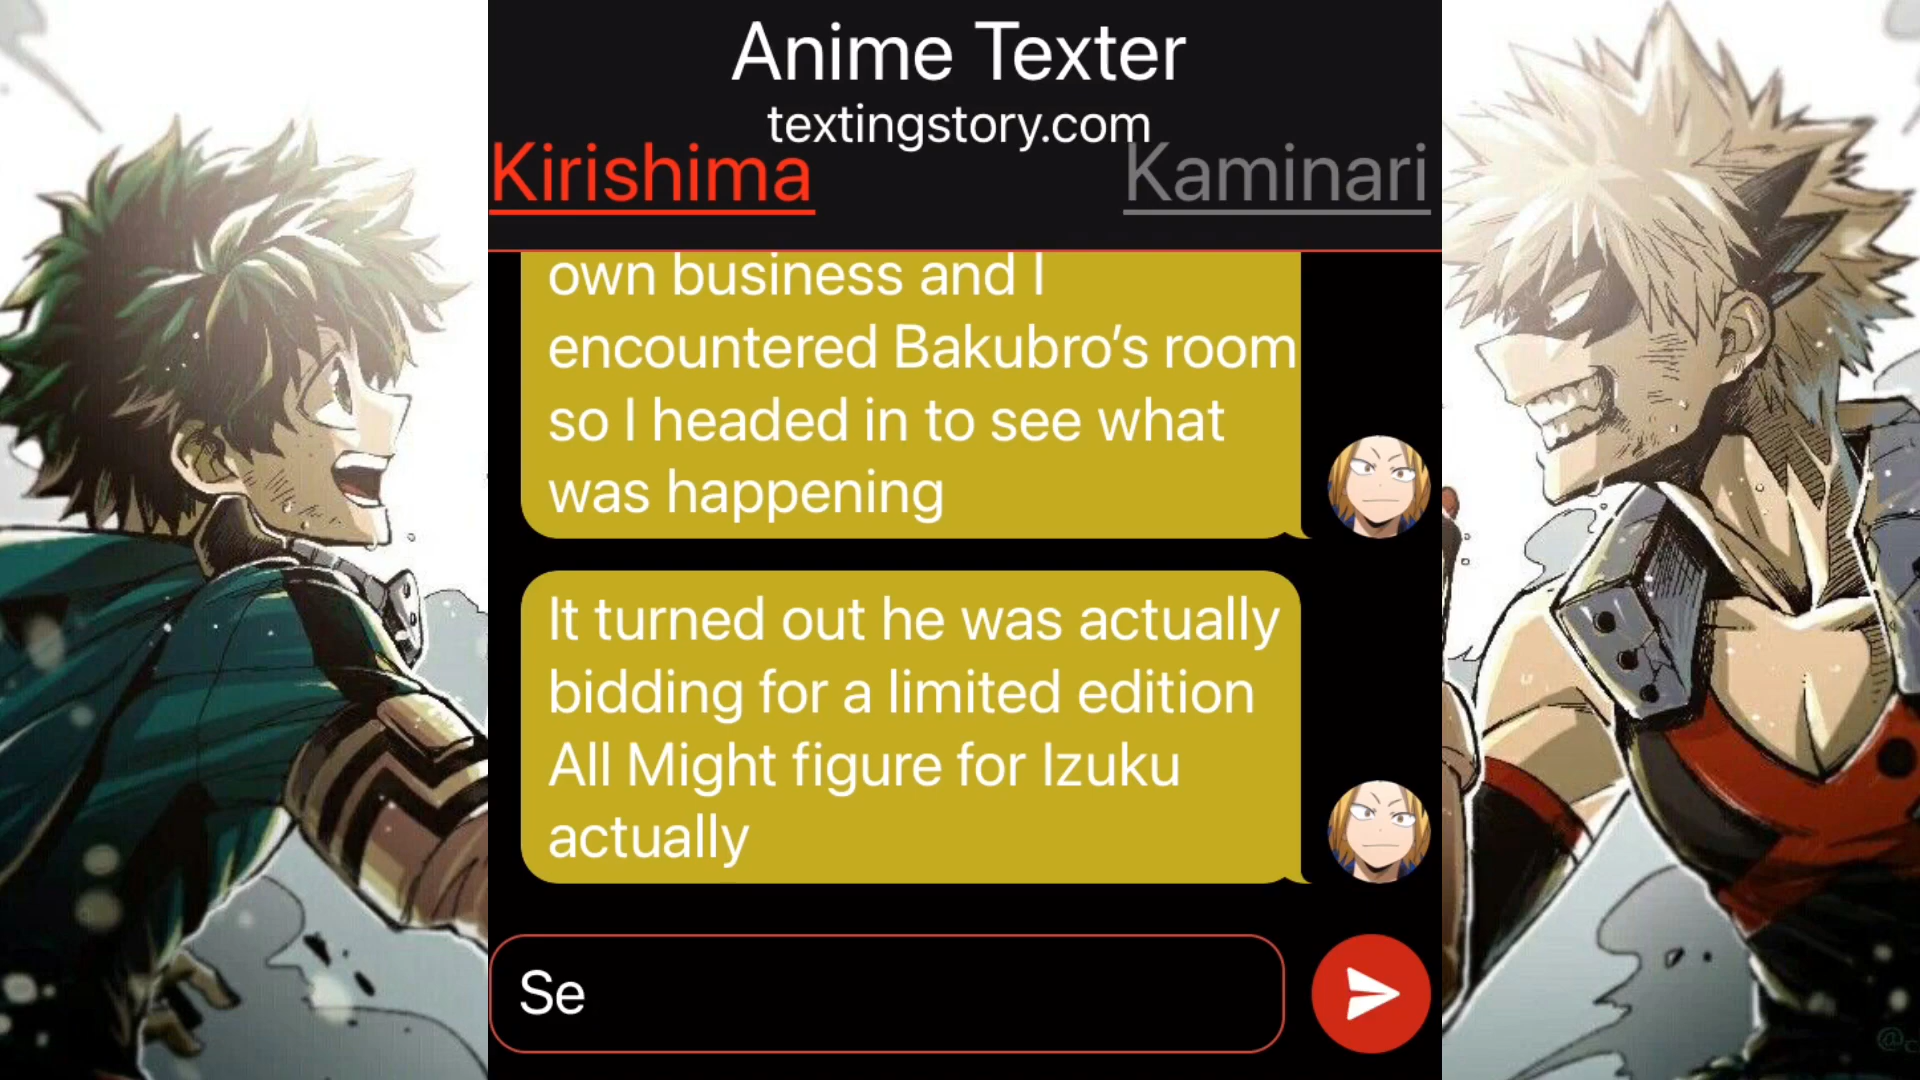 Anime Texter
textingstory.com
Kirishima
Kaminari
own business and I
encountered Bakubro’s room
so I headed in to see what
was happening
It turned out he was actually
bidding for a limited edition
All Might figure for Izuku
actually
Se